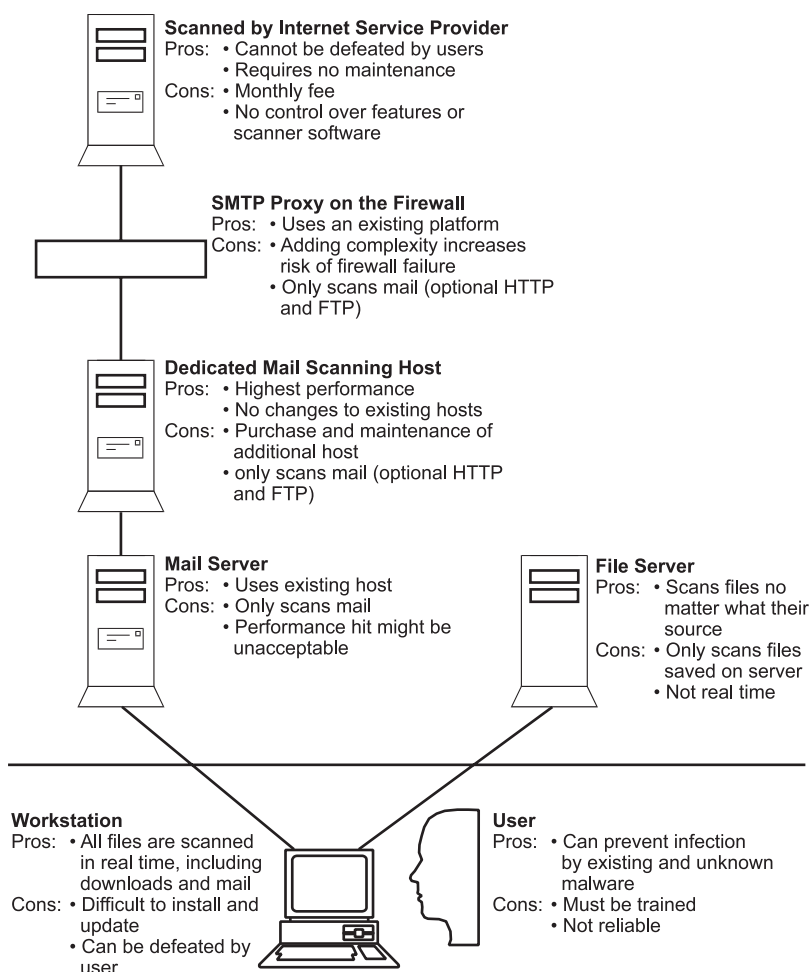 Scanned by Internet Service Provider
Pros: • Cannot be defeated by users
• Requires no maintenance
Cons: • Monthly fee
• No control over features or
scanner software
SMTP Proxy on the Firewall
Pros: • Uses an existing platform
Cons: • Adding complexity increases
risk of firewall failure
• Only scans mail (optional HTTP
and FTP)
Dedicated Mail Scanning Host
Pros: • Highest performance
• No changes to existing hosts
Cons: • Purchase and maintenance of
additional host
• only scans mail (optional HTTP
and FTP)
Mail Server
Pros: • Uses existing host
Cons: • Only scans mail
• Performance hit might be
unacceptable
File Server
Pros: • Scans files no
matter what their
source
Cons: • Only scans files
saved on server
• Not real time
Workstation
Pros: • All files are scanned
in real time, including
downloads and mail
Cons: • Difficult to install and
update
• Can be defeated by
user
User
Pros: • Can prevent infection
by existing and unknown
malware
Cons: • Must be trained
• Not reliable